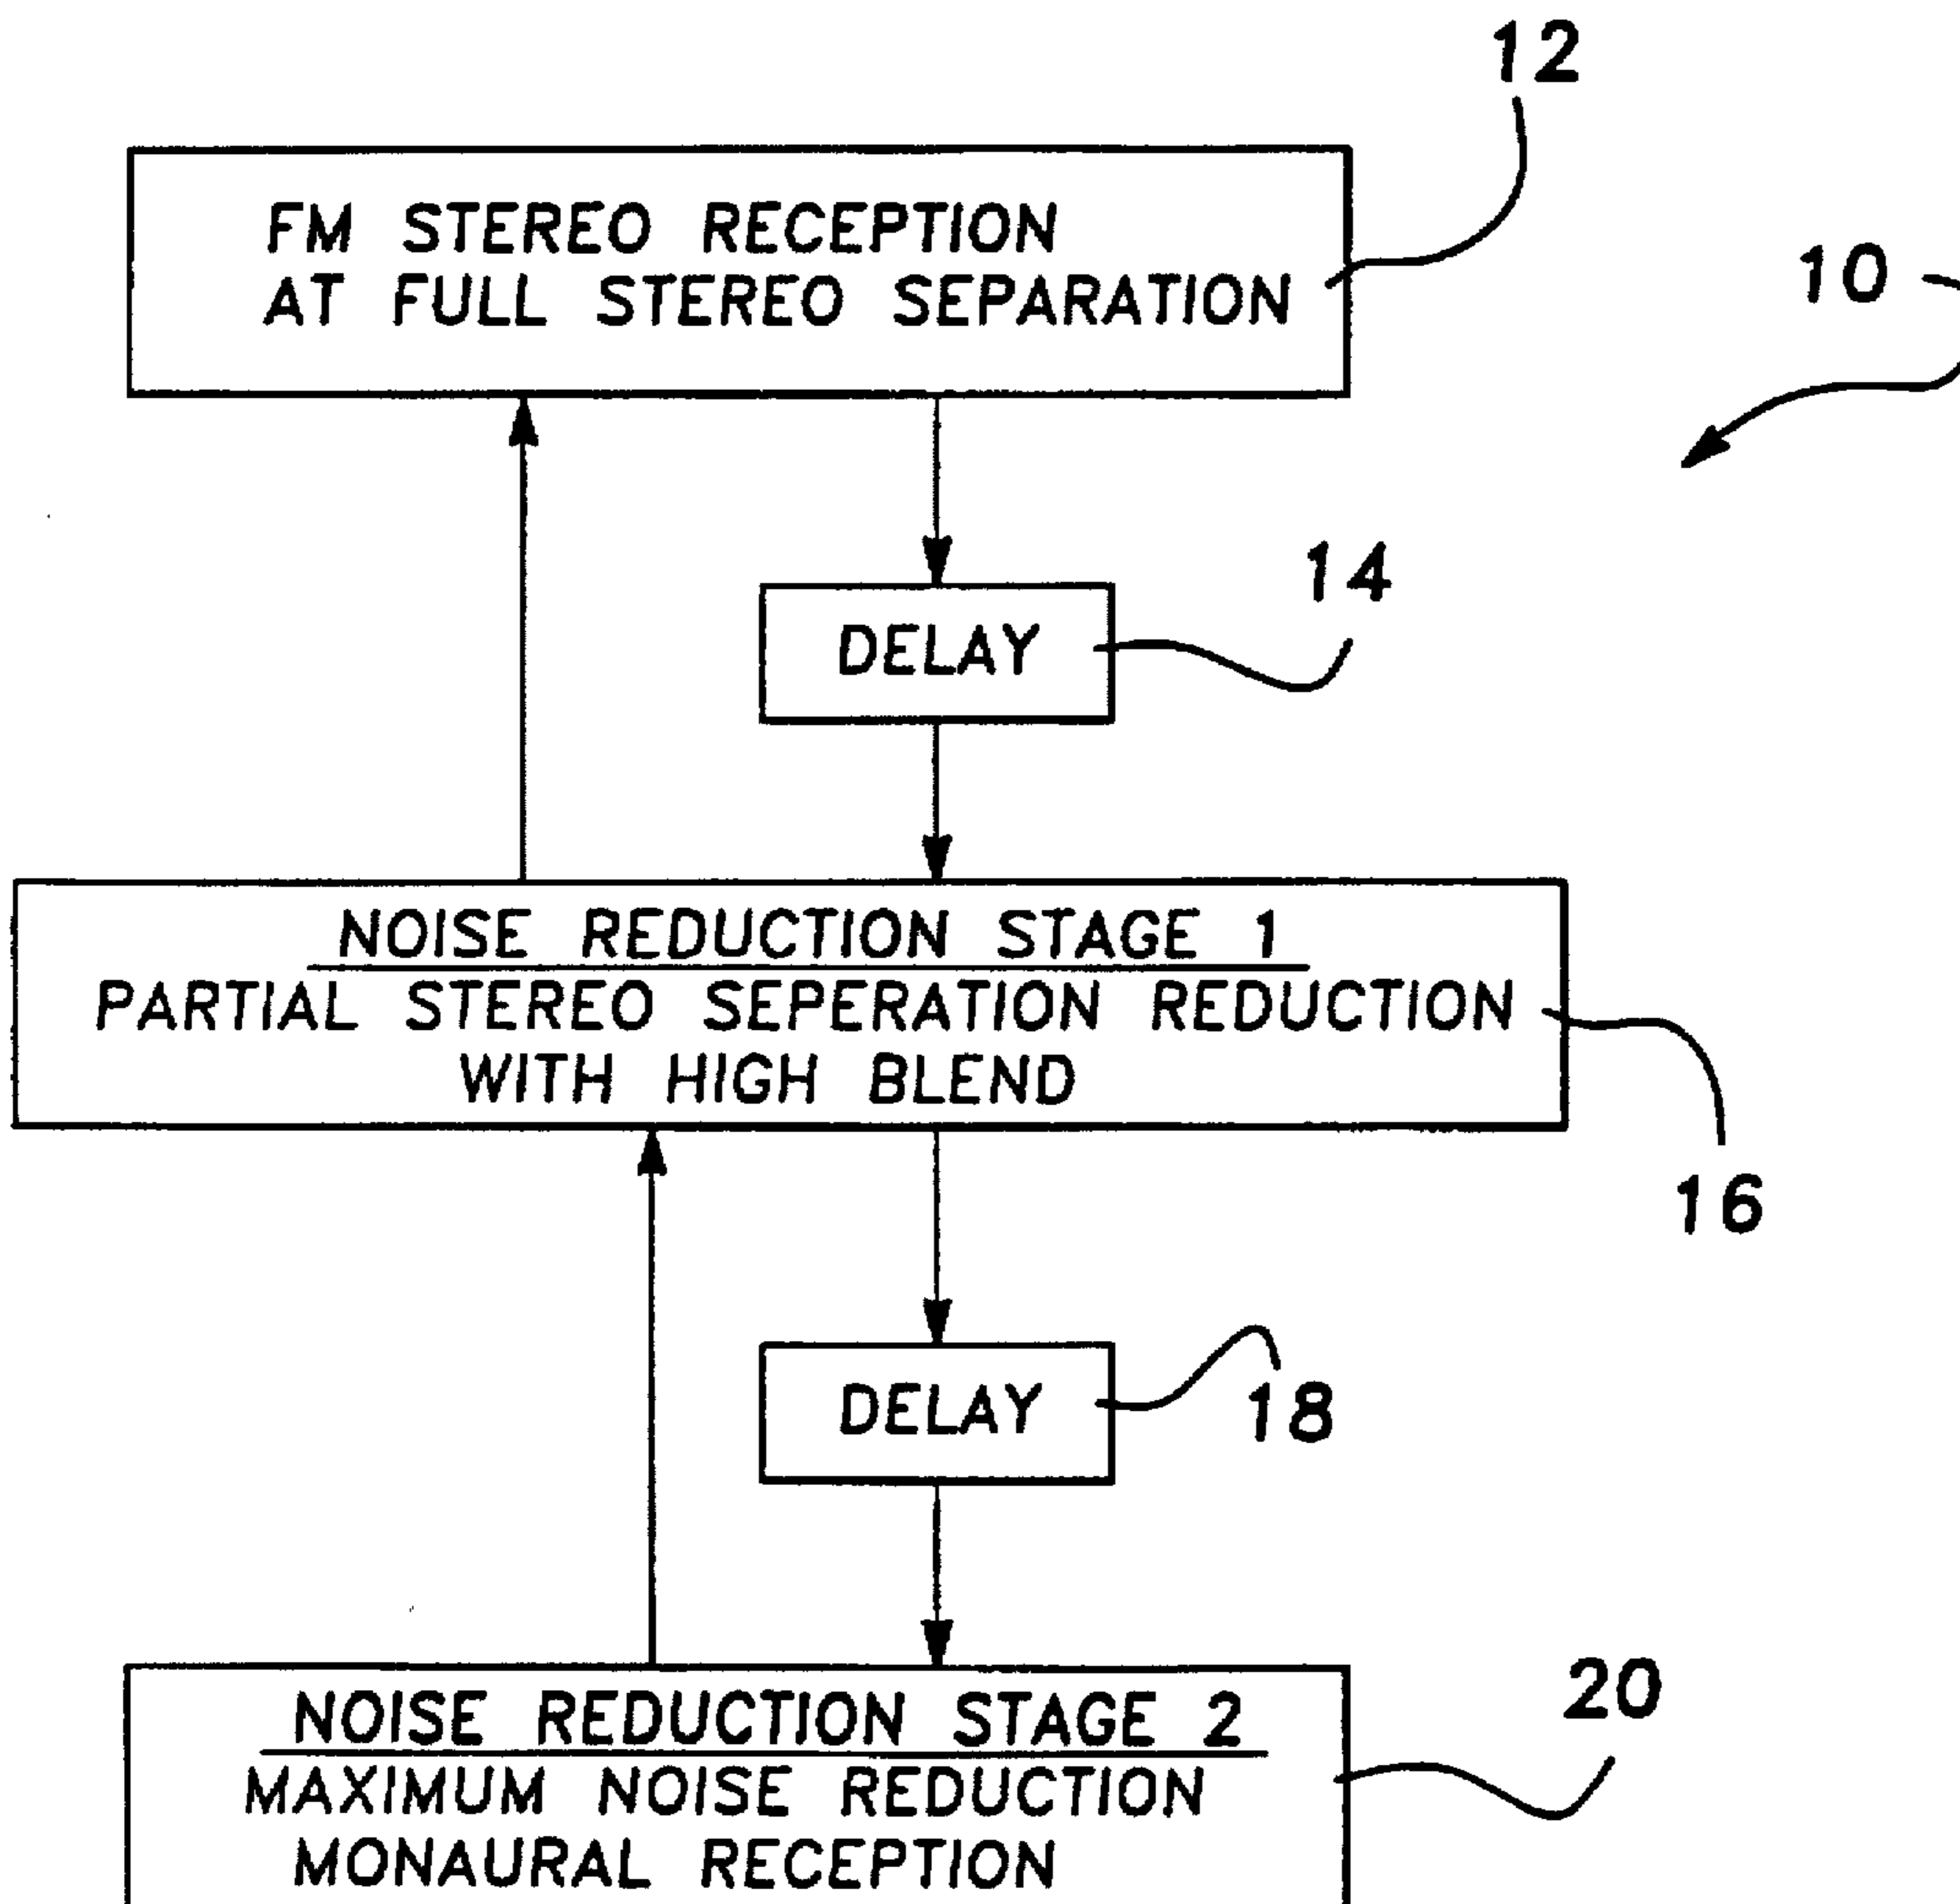 12
FM STEREO RECEPTION
AT FULL STEREO SEPARATION
10
14
DELAY
NOISE REDUCTION STAGE 1
PARTIAL STEREO SEPERATION REDUCTION
WITH HIGH BLEND
16
DELAY
18
20
NOISE REDUCTION STAGE 2
MAXIMUM NOISE REDUCTION
MONAURAL RECEPTION